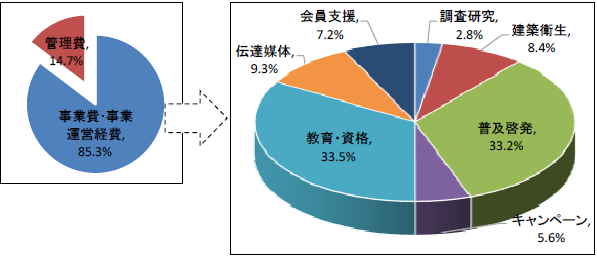 管理費,
14.7%
事業費・事業
運営経費,
85.3%
会員支援,
7.2%
調査研究,
2.8%
建築衛生,
8.4%
伝達媒体,
9.3%
教育・資格,
33.5%
普及啓発,
33.2%
キャンペーン,
5.6%